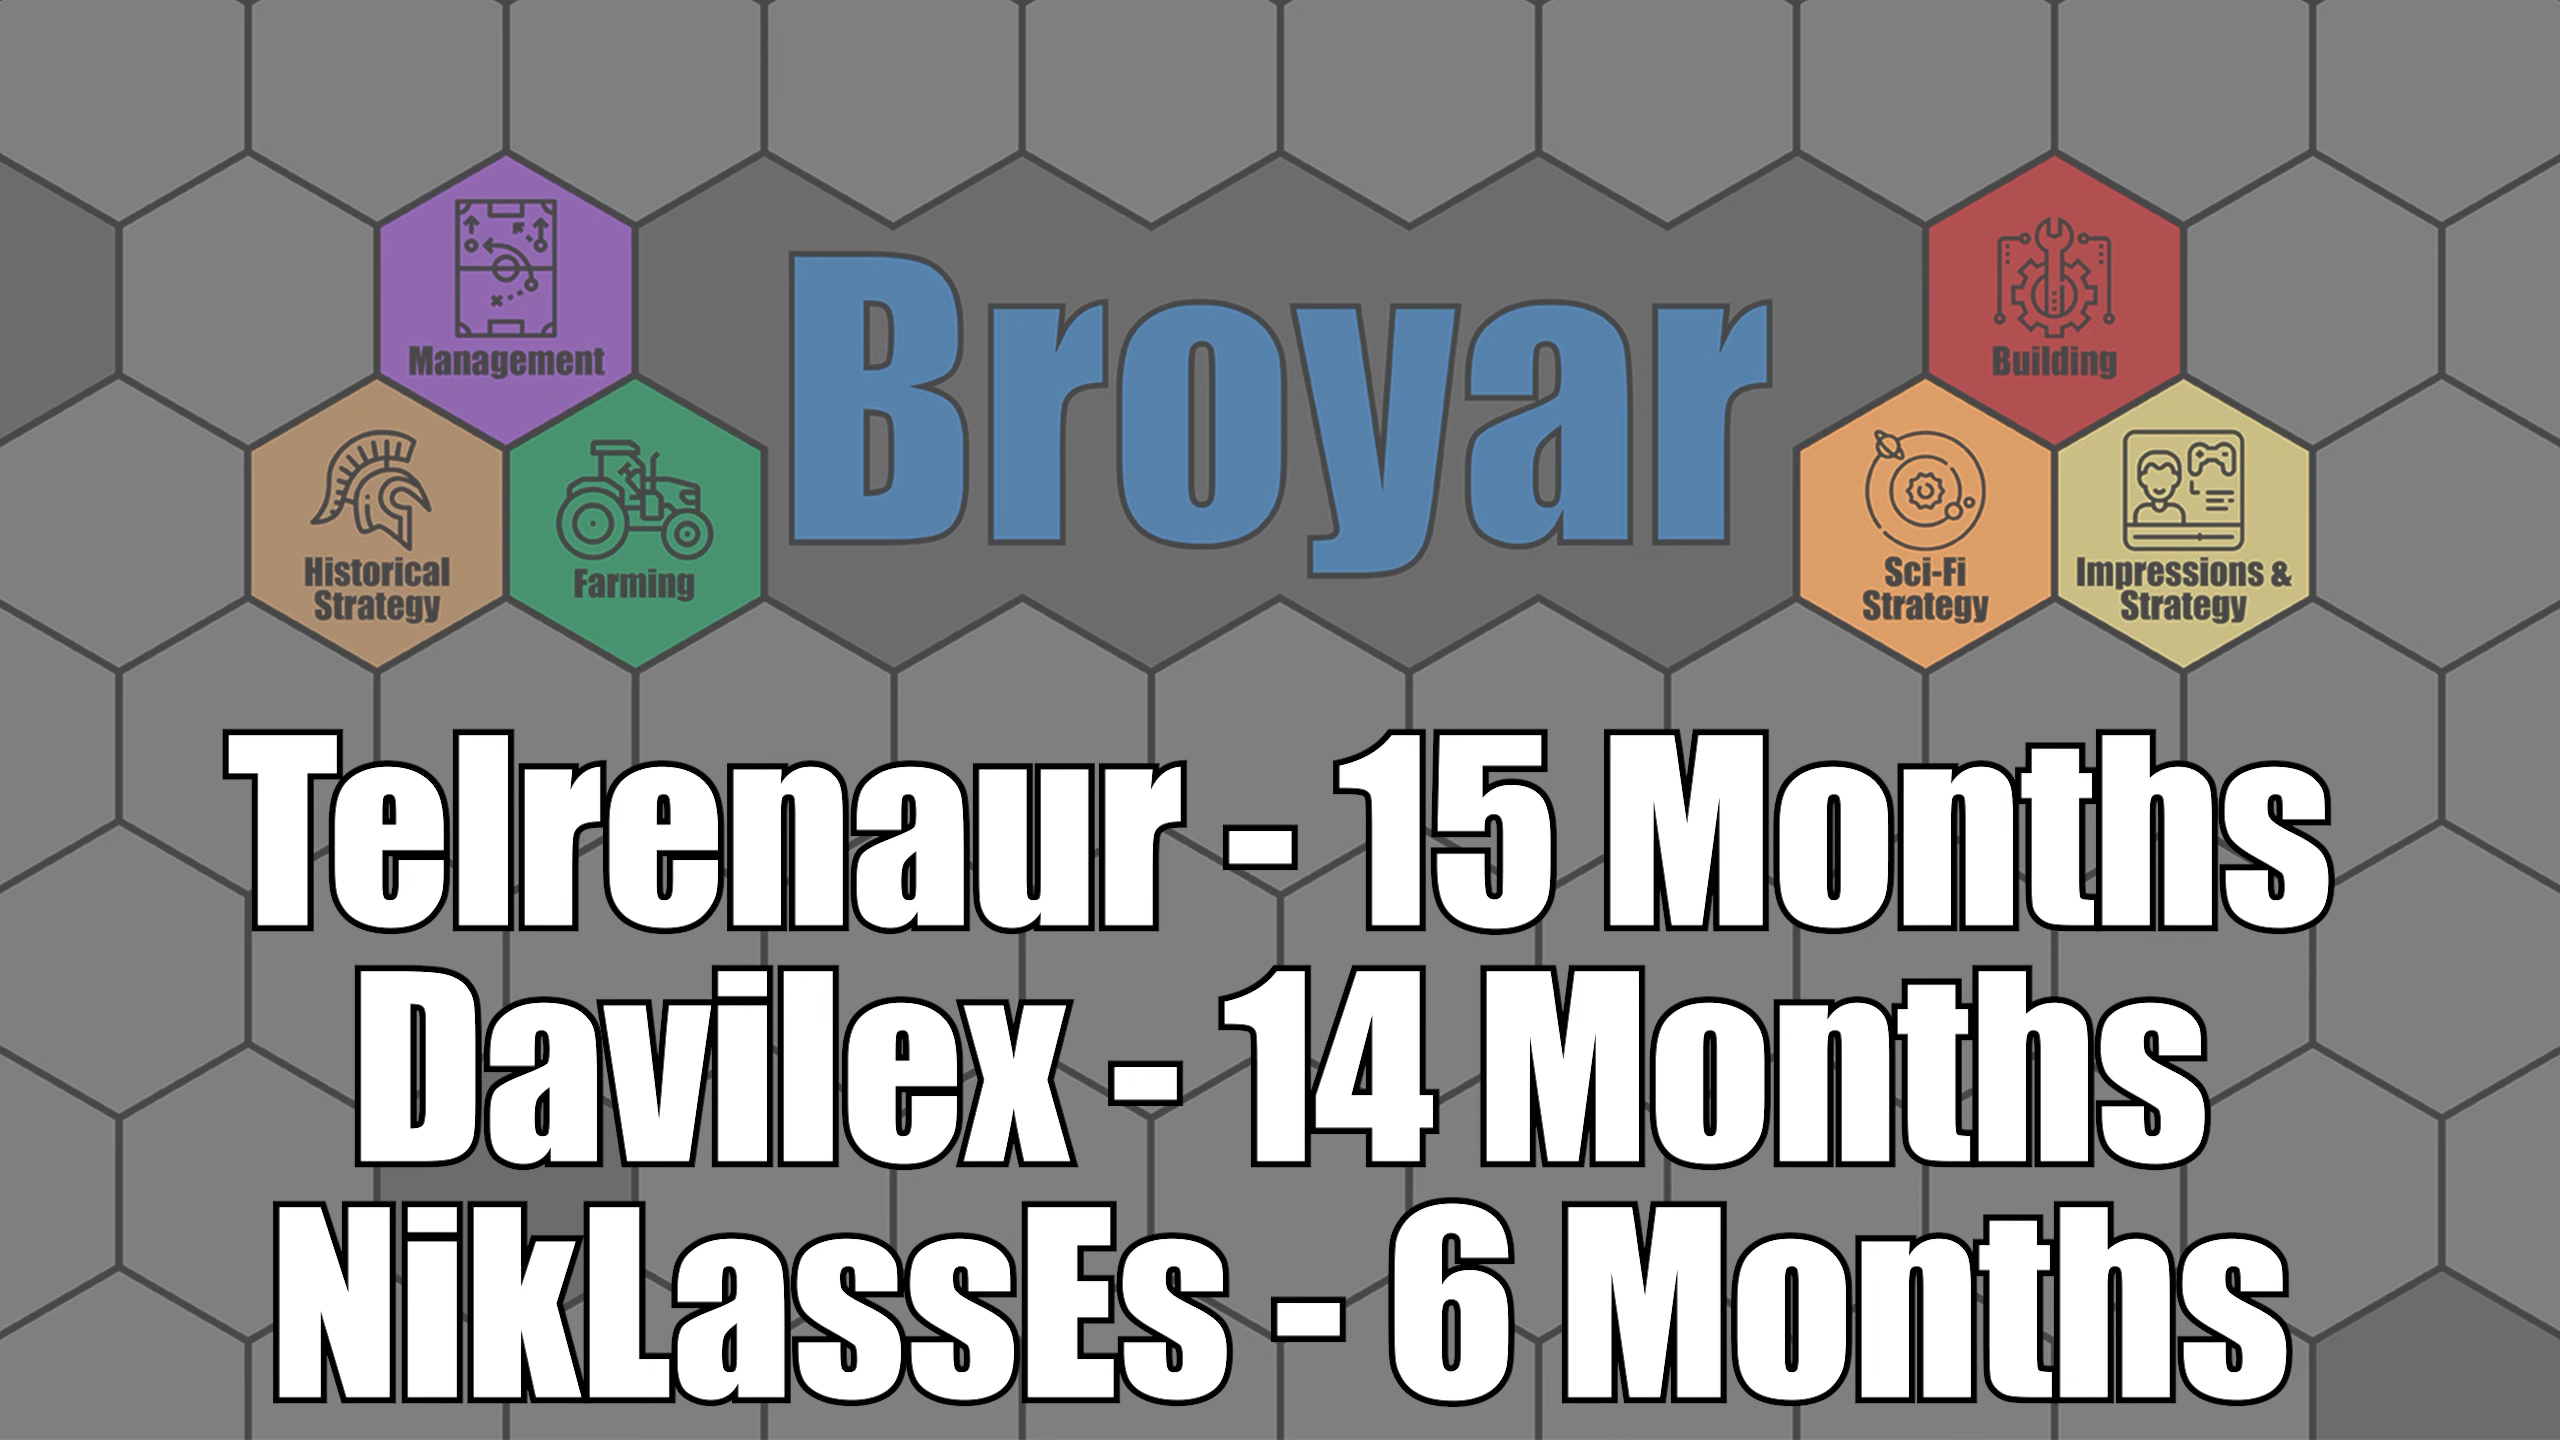 Management
Historical
Strategy
Farming
Broyar
Building
Sci-Fi
Strategy
Impressions &
Strategy
Telrenaur - 15 Months
Davilex - 14 Months
NikLassEs - 6 Months